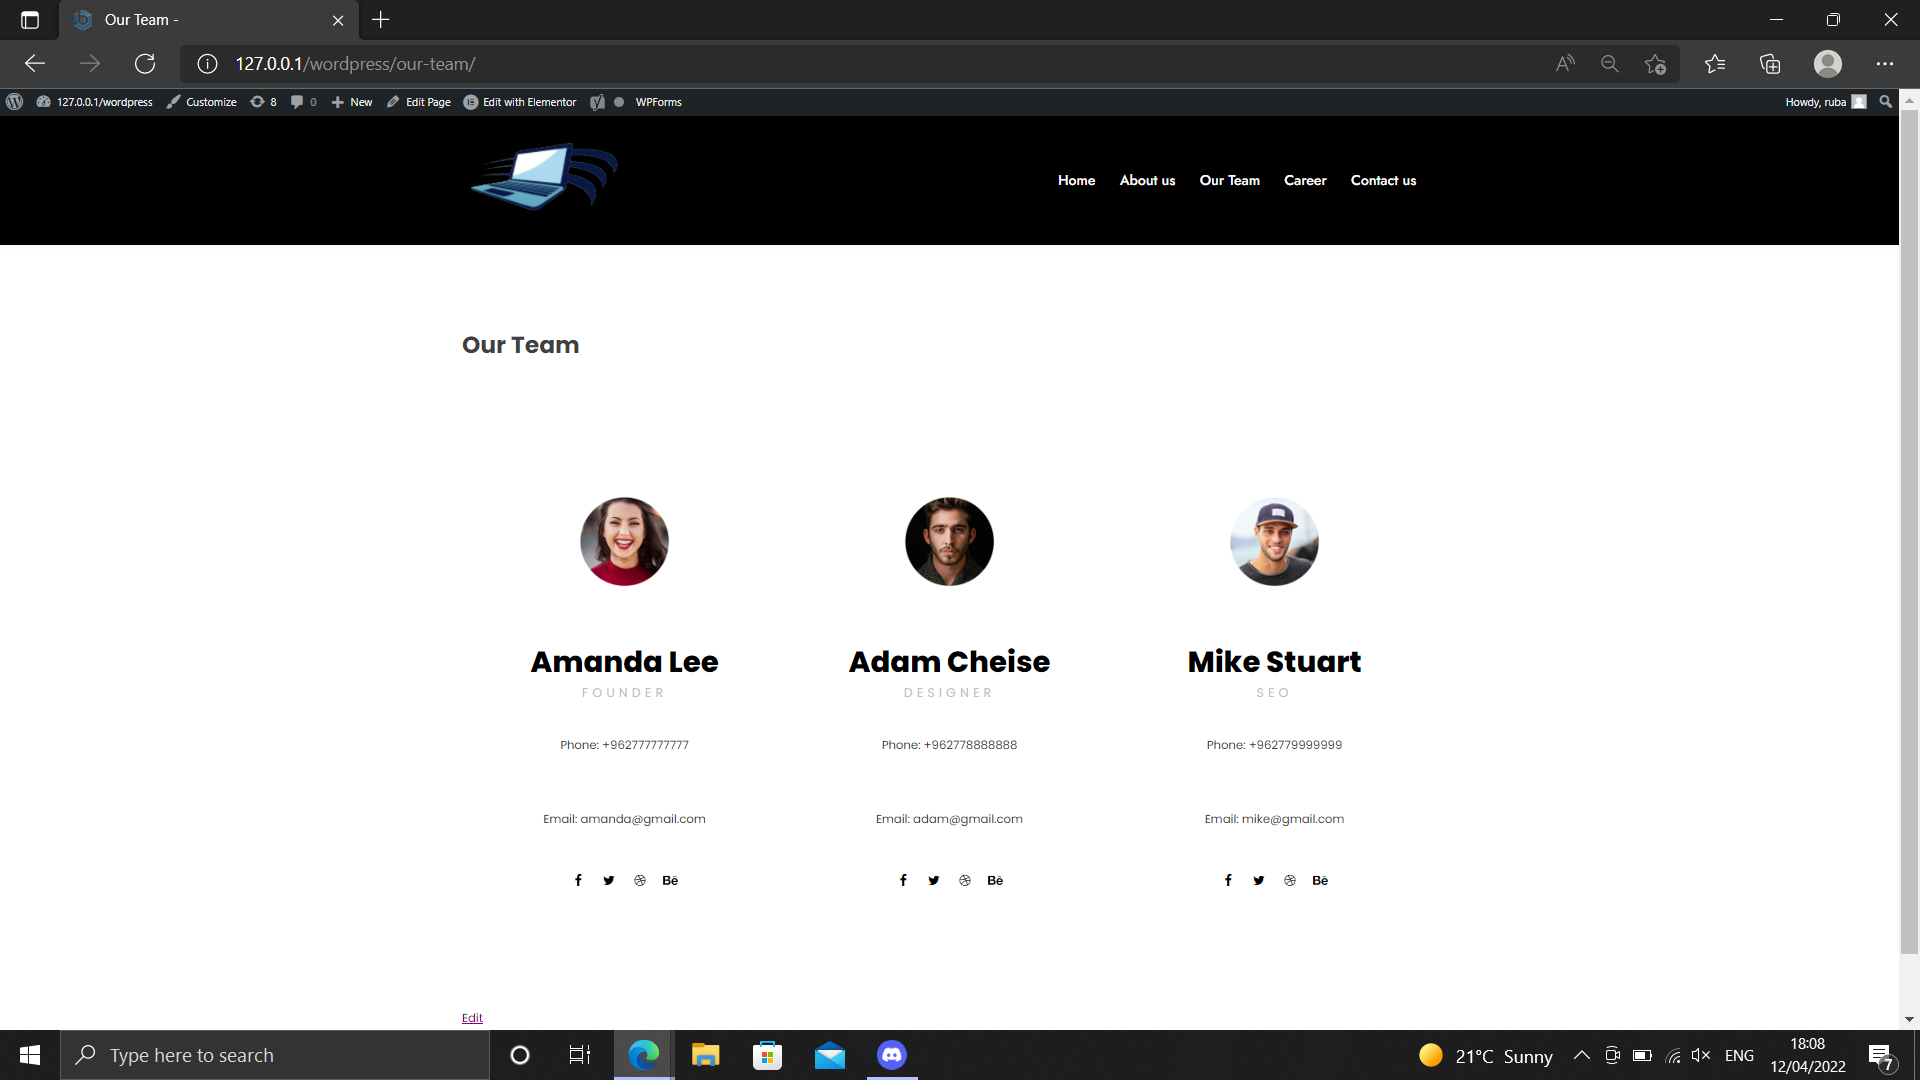 Our Team -
127.0.0.1/wordpress/our-team/
127.0.0.1/wordpress Customize 8 0 New Edit Page Edit with Elementor WPForms Howdy, ruba
Home About us Our Team Career Contact us
Our Team
Amanda Lee Adam Cheise Mike Stuart
FOUNDER DESIGNER SEO
Phone: +962777777777 Phone: +962778888888 Phone: +962779999999
Email: amanda@gmail.com Email: adam@gmail.com Email: mike@gmail.com
Bē Bē Bē
Edit
Type here to search
21°C Sunny ENG
18:08
12/04/2022
7